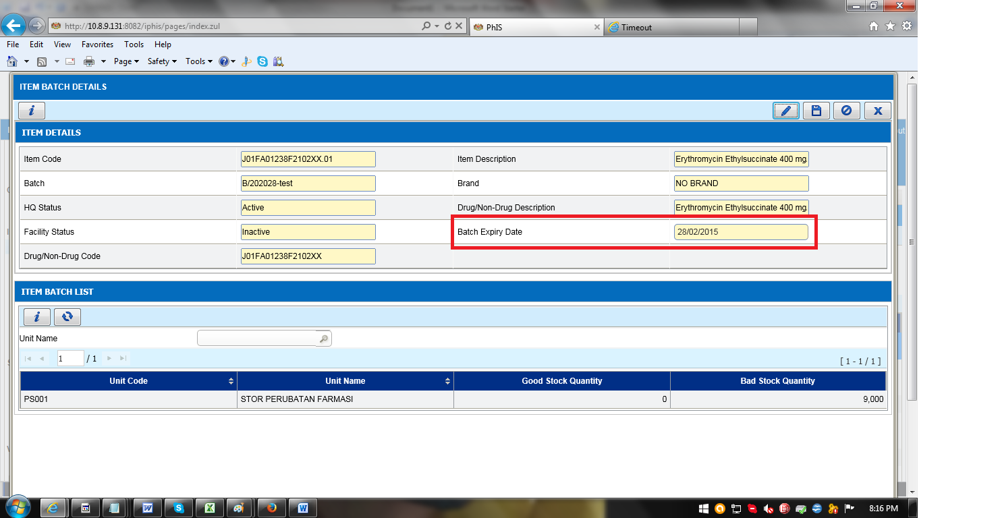 http://10.8.9.131:8082/iphis/pages/index.zul
PhIS
Timeout
File Edit View Favorites Tools Help
Page Safety Tools
ITEM BATCH DETAILS
ITEM DETAILS
Item Code J01FA01238F2102XX.01 Item Description Erythromycin Ethylsuccinate 400 mg
Batch B/202028-test Brand NO BRAND
HQ Status Active Drug/Non-Drug Description Erythromycin Ethylsuccinate 400 mg
Facility Status Inactive Batch Expiry Date 28/02/2015
Drug/Non-Drug Code J01FA01238F2102XX
ITEM BATCH LIST
Unit Name
1 / 1 [ 1 - 1 / 1 ]
Unit Code Unit Name Good Stock Quantity Bad Stock Quantity
PS001 STOR PERUBATAN FARMASI 0 9,000
8:16 PM